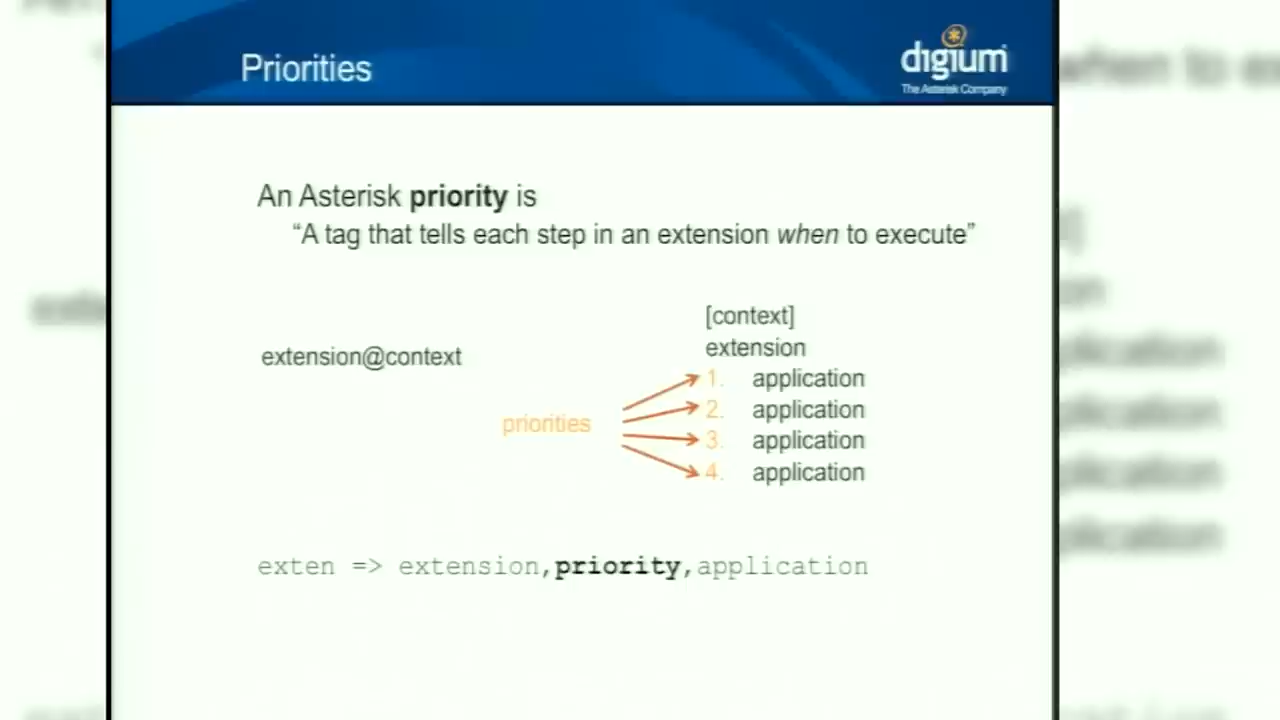 Priorities
digium
The Asterisk Company
An Asterisk priority is
“A tag that tells each step in an extension when to execute”
[context]
extension@context
extension
1. application
2. application
priorities
3. application
4. application
exten => extension,priority,application